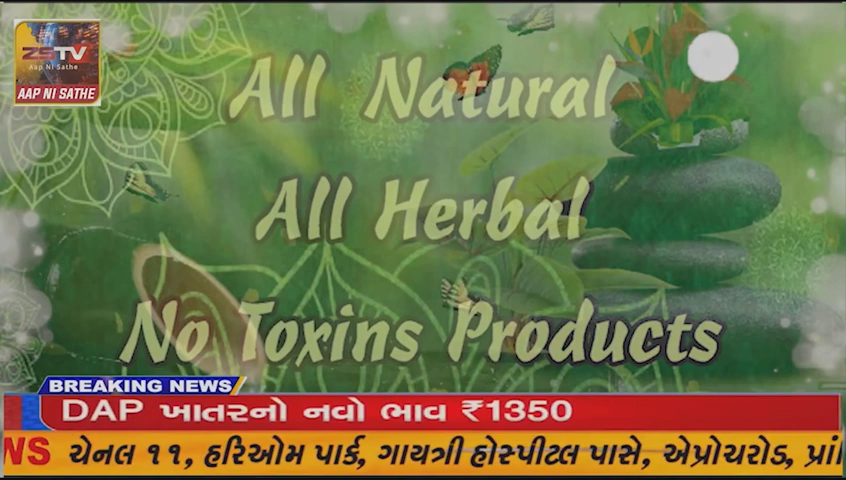 ZSTV
Aap Ni Sathe
AAP NI SATHE
All Natural
All Herbal
No Toxins Products
BREAKING NEWS
DAP ખાતરનો નવો ભાવ ₹1350
WS ચેનલ ૧૧, હરિઓમ પાર્ક, ગાયત્રી હોસ્પીટલ પાસે, એપ્રોચરોડ, પ્રાં